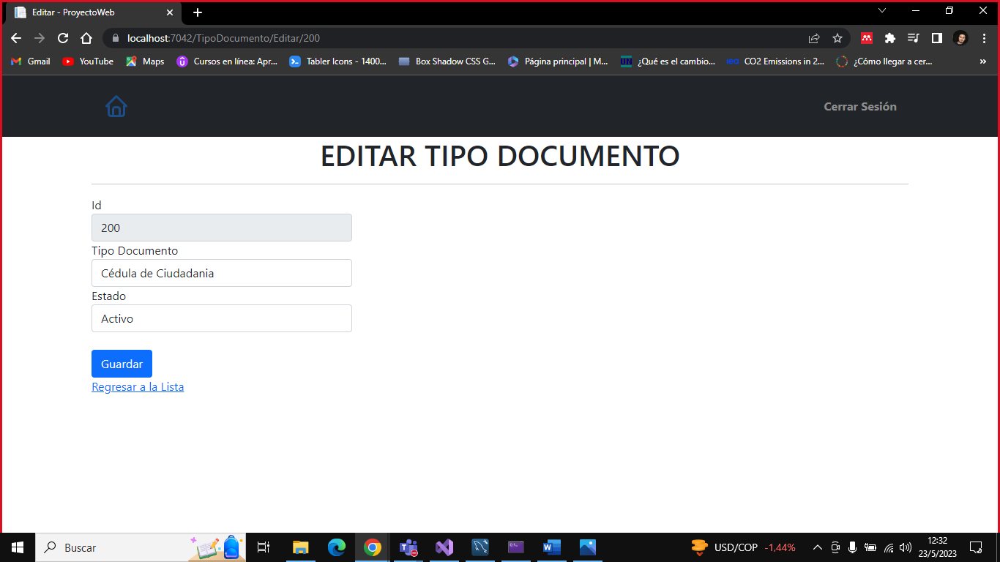 Editar - ProyectoWeb
localhost:7042/TipoDocumento/Editar/200
Gmail
YouTube
Maps
Cursos en línea: Apr...
Tabler Icons - 1400...
Box Shadow CSS G...
Página principal | M...
UN
¿Qué es el cambio...
CO2 Emissions in 2...
¿Cómo llegar a cer...
Cerrar Sesión
EDITAR TIPO DOCUMENTO
Id
200
Tipo Documento
Cédula de Ciudadania
Estado
Activo
Guardar
Regresar a la Lista
Buscar
USD/COP -1,44%
12:32
23/5/2023